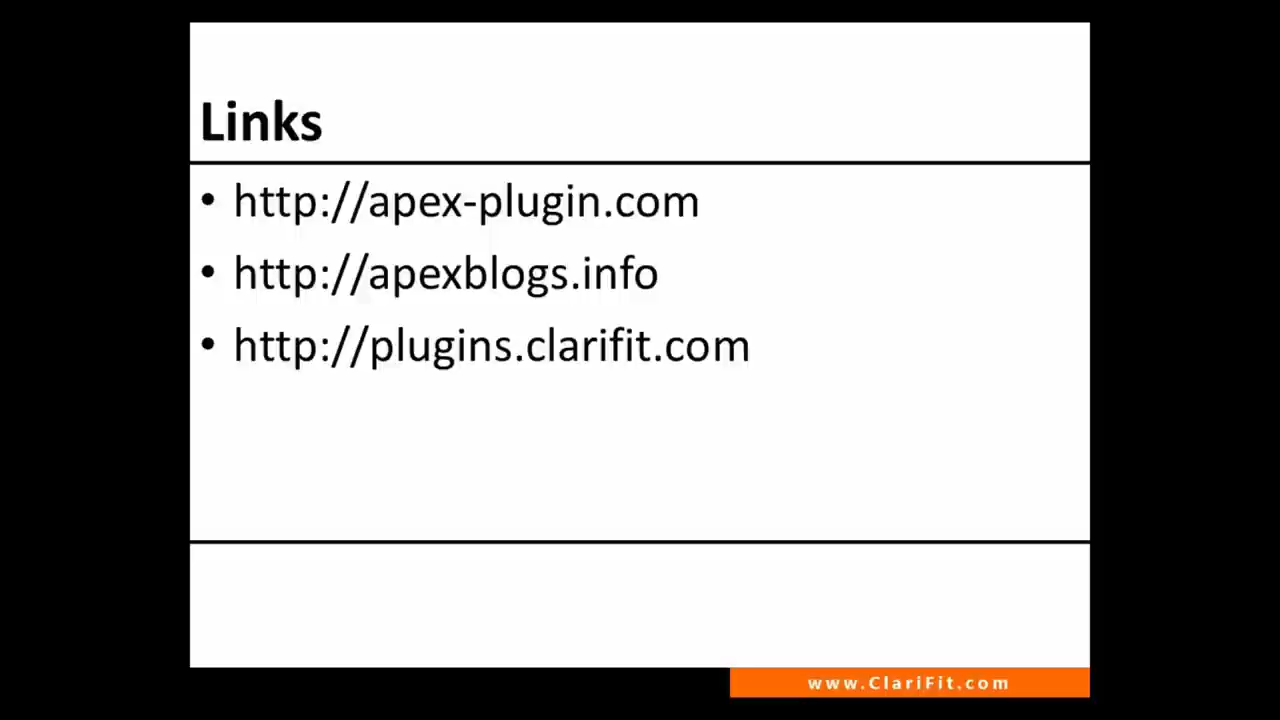 Links
• http://apex-plugin.com
• http://apexblogs.info
• http://plugins.clarifit.com
www.ClariFit.com